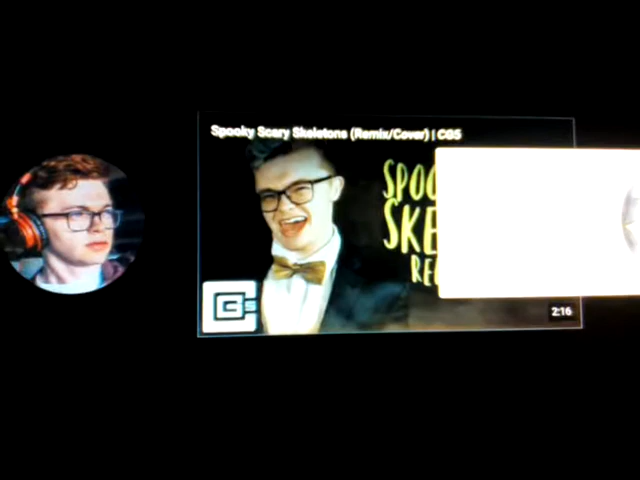 Spooky Scary Skeletons (Remix/Cover) | CG5
SPOO
SKE
RE
CG5
2:16